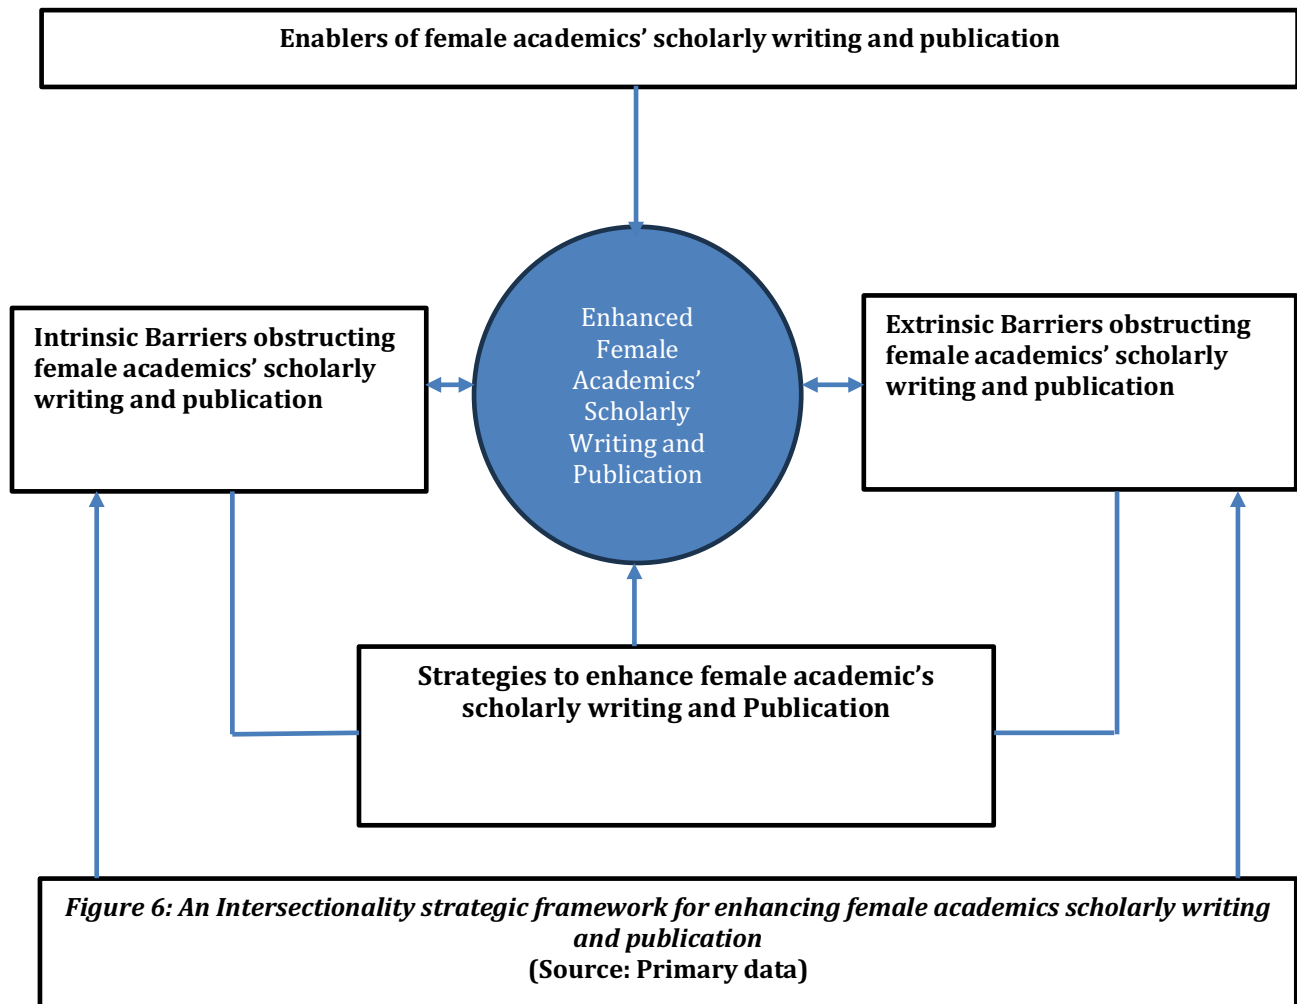 Enablers of female academics’ scholarly writing and publication
Intrinsic Barriers obstructing
female academics’ scholarly
writing and publication
Enhanced
Female
Academics’
Scholarly
Writing and
Publication
Extrinsic Barriers obstructing
female academics’ scholarly
writing and publication
Strategies to enhance female academic’s
scholarly writing and Publication
Figure 6: An Intersectionality strategic framework for enhancing female academics scholarly writing
and publication
(Source: Primary data)